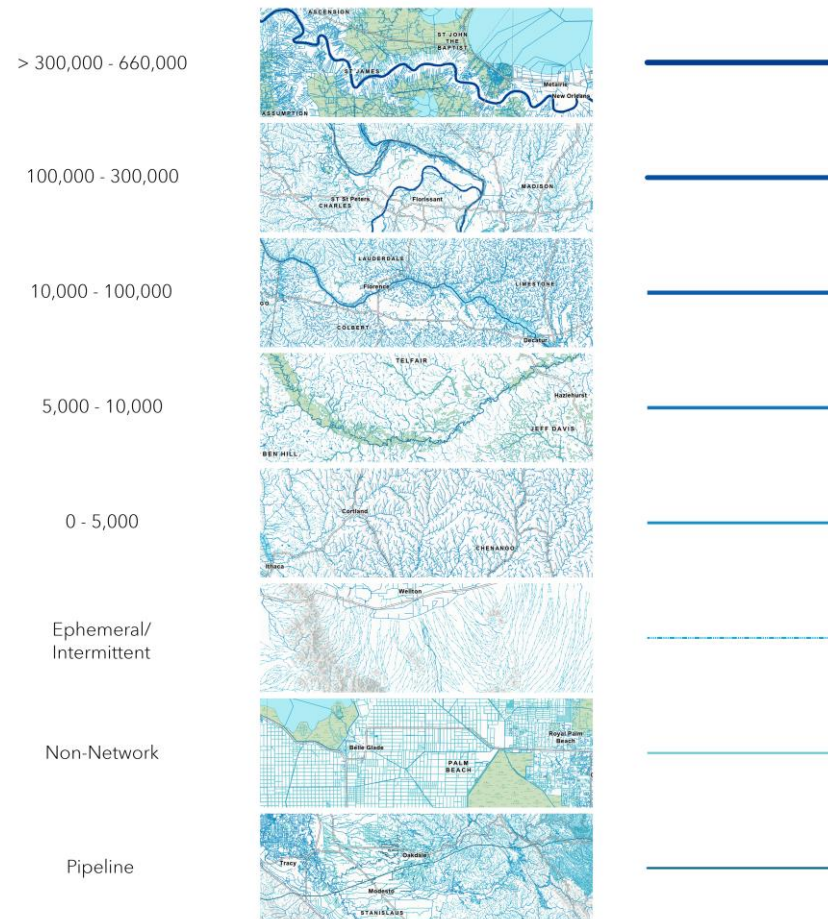 > 300,000 - 660,000
ASCENSION
ST JOHN
THE
BAPTIST
ST JAMES
Metairie
New Orleans
ASSUMPTION
100,000 - 300,000
MADISON
ST St Peters
CHARLES
Florissant
10,000 - 100,000
LAUDERDALE
Florence
LIMESTONE
COLBERT
Decatur
5,000 - 10,000
TELFAIR
Hazlehurst
JEFF DAVIS
BEN HILL
0 - 5,000
Cortland
CHENANGO
Ithaca
Ephemeral/
Intermittent
Wellton
Non-Network
Royal Palm
Beach
Belle Glade
PALM
BEACH
Pipeline
Tracy
Oakdale
Modesto
STANISLAUS